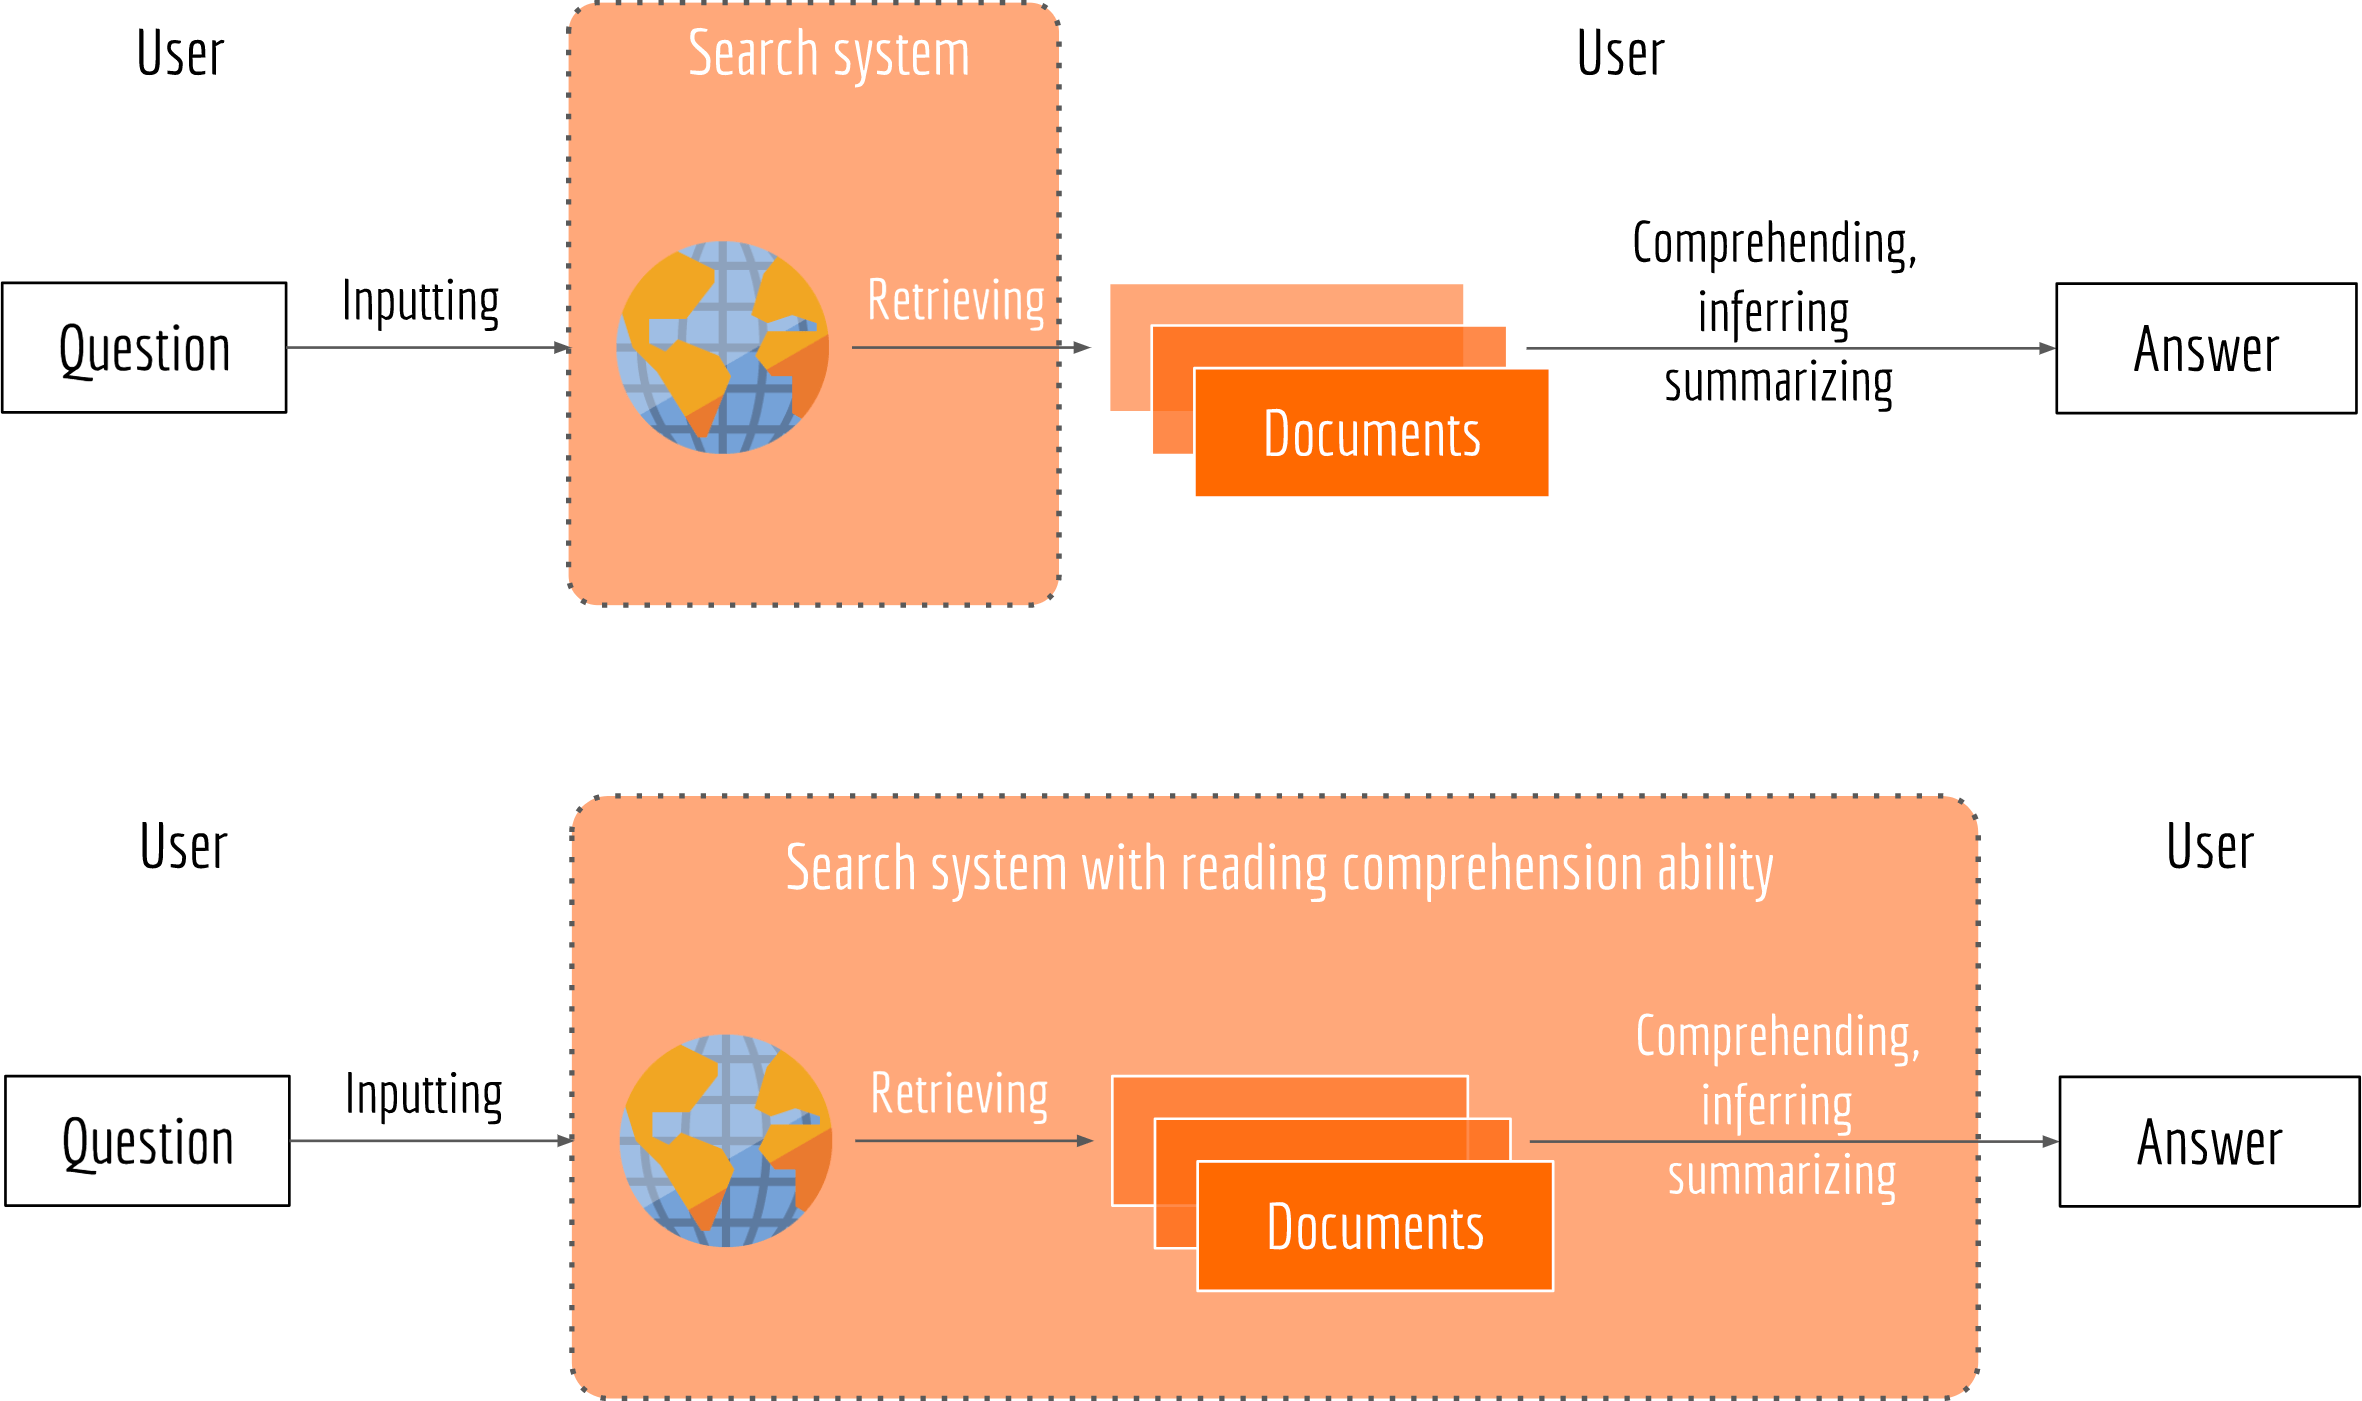 User
Search system
User
Question
Inputting
Retrieving
Documents
Comprehending,
inferring
summarizing
Answer
User
Search system with reading comprehension ability
User
Question
Inputting
Retrieving
Documents
Comprehending,
inferring
summarizing
Answer